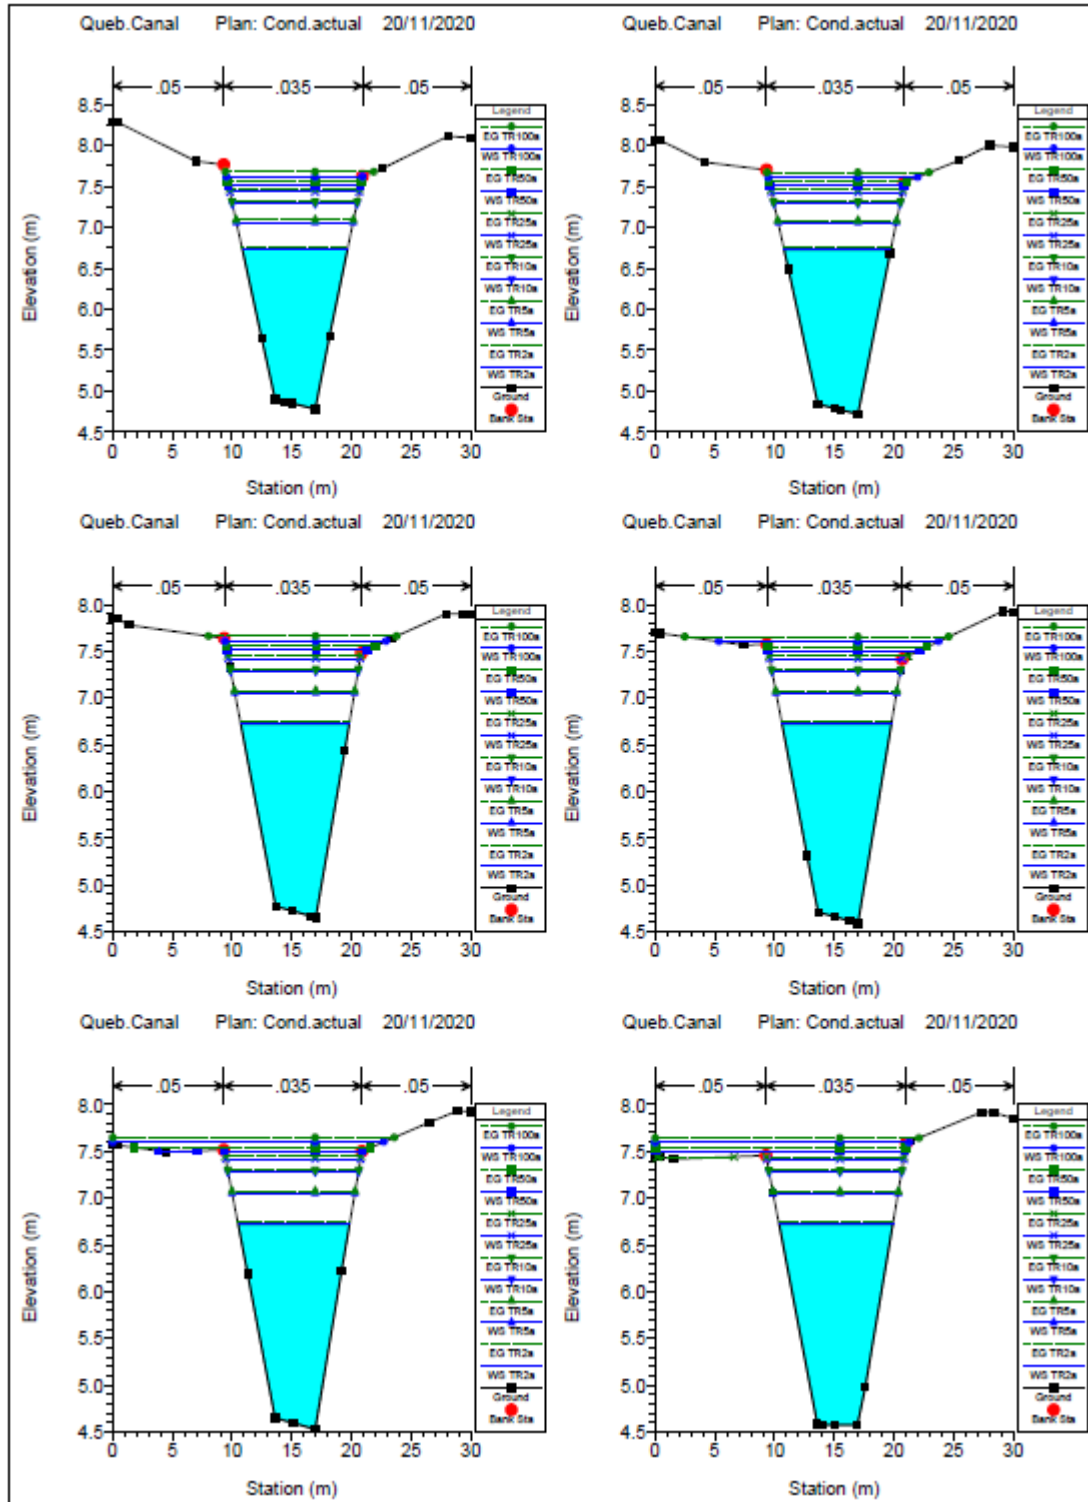 Queb.Canal Plan: Cond.actual 20/11/2020
.05 .035 .05
8.5
8.0
7.5
7.0
6.5
6.0
5.5
5.0
4.5
Elevation (m)
0 5 10 15 20 25 30
Station (m)
Legend
EG TR100a
WS TR100a
EG TR50a
WS TR50a
EG TR25a
WS TR25a
EG TR10a
WS TR10a
EG TR5a
WS TR5a
EG TR2a
WS TR2a
Ground
Bank Sta
Queb.Canal Plan: Cond.actual 20/11/2020
.05 .035 .05
8.5
8.0
7.5
7.0
6.5
6.0
5.5
5.0
4.5
Elevation (m)
0 5 10 15 20 25 30
Station (m)
Legend
EG TR100a
WS TR100a
EG TR50a
WS TR50a
EG TR25a
WS TR25a
EG TR10a
WS TR10a
EG TR5a
WS TR5a
EG TR2a
WS TR2a
Ground
Bank Sta
Queb.Canal Plan: Cond.actual 20/11/2020
.05 .035 .05
8.0
7.5
7.0
6.5
6.0
5.5
5.0
4.5
Elevation (m)
0 5 10 15 20 25 30
Station (m)
Legend
EG TR100a
WS TR100a
EG TR50a
WS TR50a
EG TR25a
WS TR25a
EG TR10a
WS TR10a
EG TR5a
WS TR5a
EG TR2a
WS TR2a
Ground
Bank Sta
Queb.Canal Plan: Cond.actual 20/11/2020
.05 .035 .05
8.0
7.5
7.0
6.5
6.0
5.5
5.0
4.5
Elevation (m)
0 5 10 15 20 25 30
Station (m)
Legend
EG TR100a
WS TR100a
EG TR50a
WS TR50a
EG TR25a
WS TR25a
EG TR10a
WS TR10a
EG TR5a
WS TR5a
EG TR2a
WS TR2a
Ground
Bank Sta
Queb.Canal Plan: Cond.actual 20/11/2020
.05 .035 .05
8.0
7.5
7.0
6.5
6.0
5.5
5.0
4.5
Elevation (m)
0 5 10 15 20 25 30
Station (m)
Legend
EG TR100a
WS TR100a
EG TR50a
WS TR50a
EG TR25a
WS TR25a
EG TR10a
WS TR10a
EG TR5a
WS TR5a
EG TR2a
WS TR2a
Ground
Bank Sta
Queb.Canal Plan: Cond.actual 20/11/2020
.05 .035 .05
8.0
7.5
7.0
6.5
6.0
5.5
5.0
4.5
Elevation (m)
0 5 10 15 20 25 30
Station (m)
Legend
EG TR100a
WS TR100a
EG TR50a
WS TR50a
EG TR25a
WS TR25a
EG TR10a
WS TR10a
EG TR5a
WS TR5a
EG TR2a
WS TR2a
Ground
Bank Sta